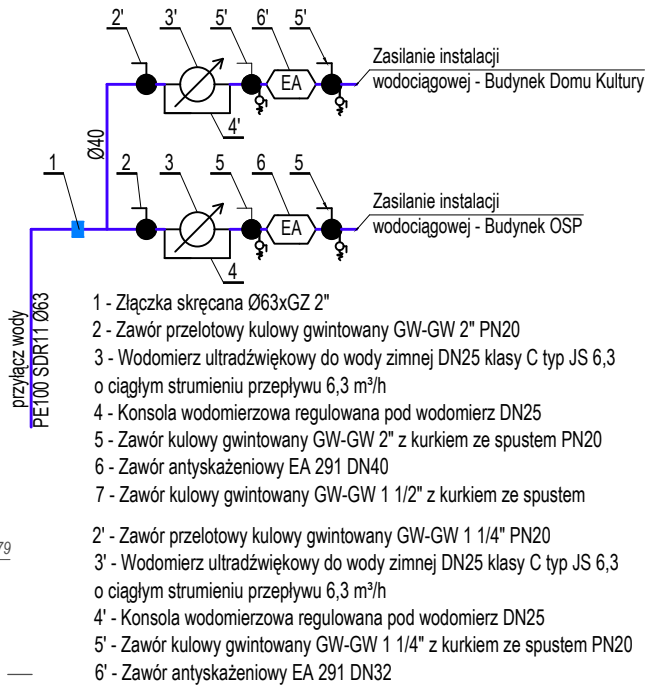 2' 3' 5' 6' 5'
EA
Zasilanie instalacji
wodociągowej - Budynek Domu Kultury
4'
Ø40
1 2 3 5 6 5
EA
Zasilanie instalacji
wodociągowej - Budynek OSP
4
przyłącz wody
PE100 SDR11 Ø63
1 - Złączka skręcana Ø63xGZ 2"
2 - Zawór przelotowy kulowy gwintowany GW-GW 2" PN20
3 - Wodomierz ultradźwiękowy do wody zimnej DN25 klasy C typ JS 6,3
o ciągłym strumieniu przepływu 6,3 m³/h
4 - Konsola wodomierzowa regulowana pod wodomierz DN25
5 - Zawór kulowy gwintowany GW-GW 2" z kurkiem ze spustem PN20
6 - Zawór antyskażeniowy EA 291 DN40
7 - Zawór kulowy gwintowany GW-GW 1 1/2" z kurkiem ze spustem
2' - Zawór przelotowy kulowy gwintowany GW-GW 1 1/4" PN20
79
3' - Wodomierz ultradźwiękowy do wody zimnej DN25 klasy C typ JS 6,3
o ciągłym strumieniu przepływu 6,3 m³/h
4' - Konsola wodomierzowa regulowana pod wodomierz DN25
5' - Zawór kulowy gwintowany GW-GW 1 1/4" z kurkiem ze spustem PN20
6' - Zawór antyskażeniowy EA 291 DN32